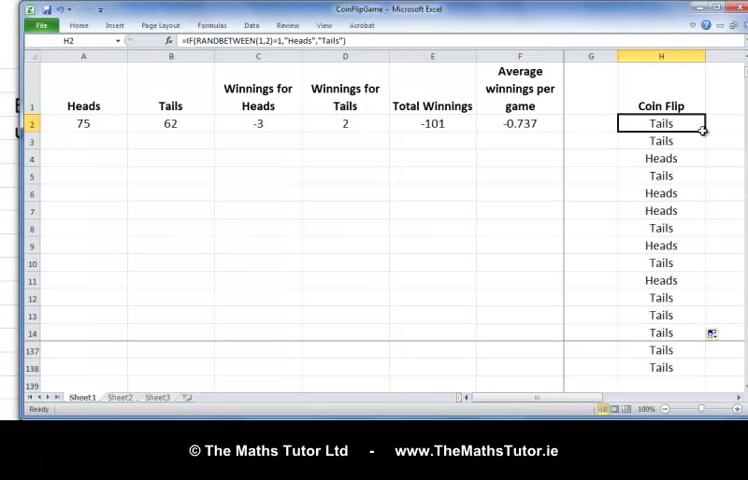 CoinFlipGame - Microsoft Excel
File Home Insert Page Layout Formulas Data Review View Acrobat
H2 fx =IF(RANDBETWEEN(1,2)=1,"Heads","Tails")
A B C D E F G H
1 Heads Tails Winnings for Heads Winnings for Tails Total Winnings Average winnings per game Coin Flip
2 75 62 -3 2 -101 -0.737 Tails
3 Tails
4 Heads
5 Tails
6 Heads
7 Heads
8 Tails
9 Heads
10 Tails
11 Heads
12 Tails
13 Tails
14 Tails
137 Tails
138 Tails
139
Sheet1 Sheet2 Sheet3
Ready 100%
© The Maths Tutor Ltd - www.TheMathsTutor.ie